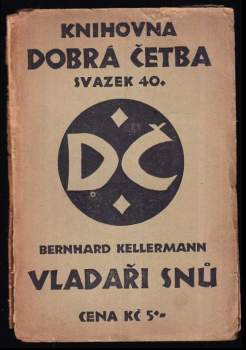 KNIHOVNA
DOBRÁ ČETBA
SVAZEK 40.
DČ
BERNHARD KELLERMANN
VLADAŘI SNŮ
CENA KČ 5·-